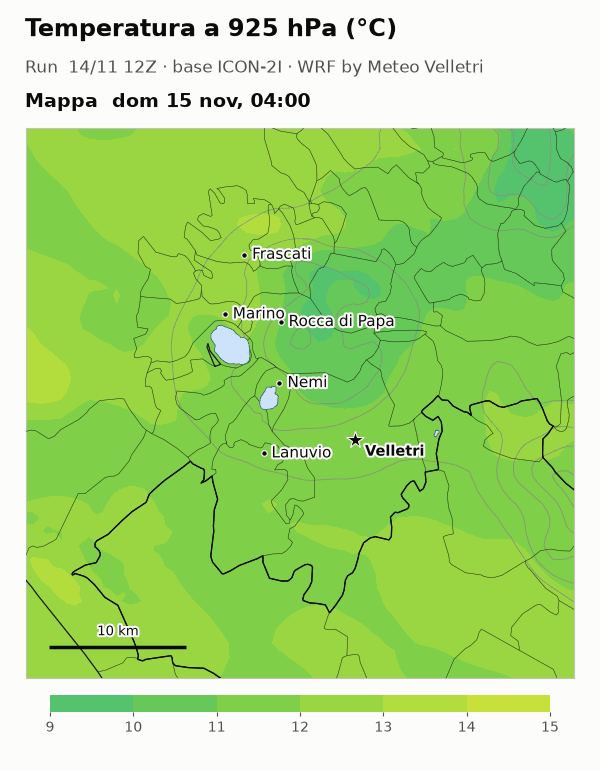 Temperatura a 925 hPa (°C)
Run  14/11 12Z · base ICON-2I · WRF by Meteo Velletri
Mappa  dom 15 nov, 04:00
Frascati
Marino
Rocca di Papa
Nemi
Velletri
Lanuvio
10 km
9 10 11 12 13 14 15